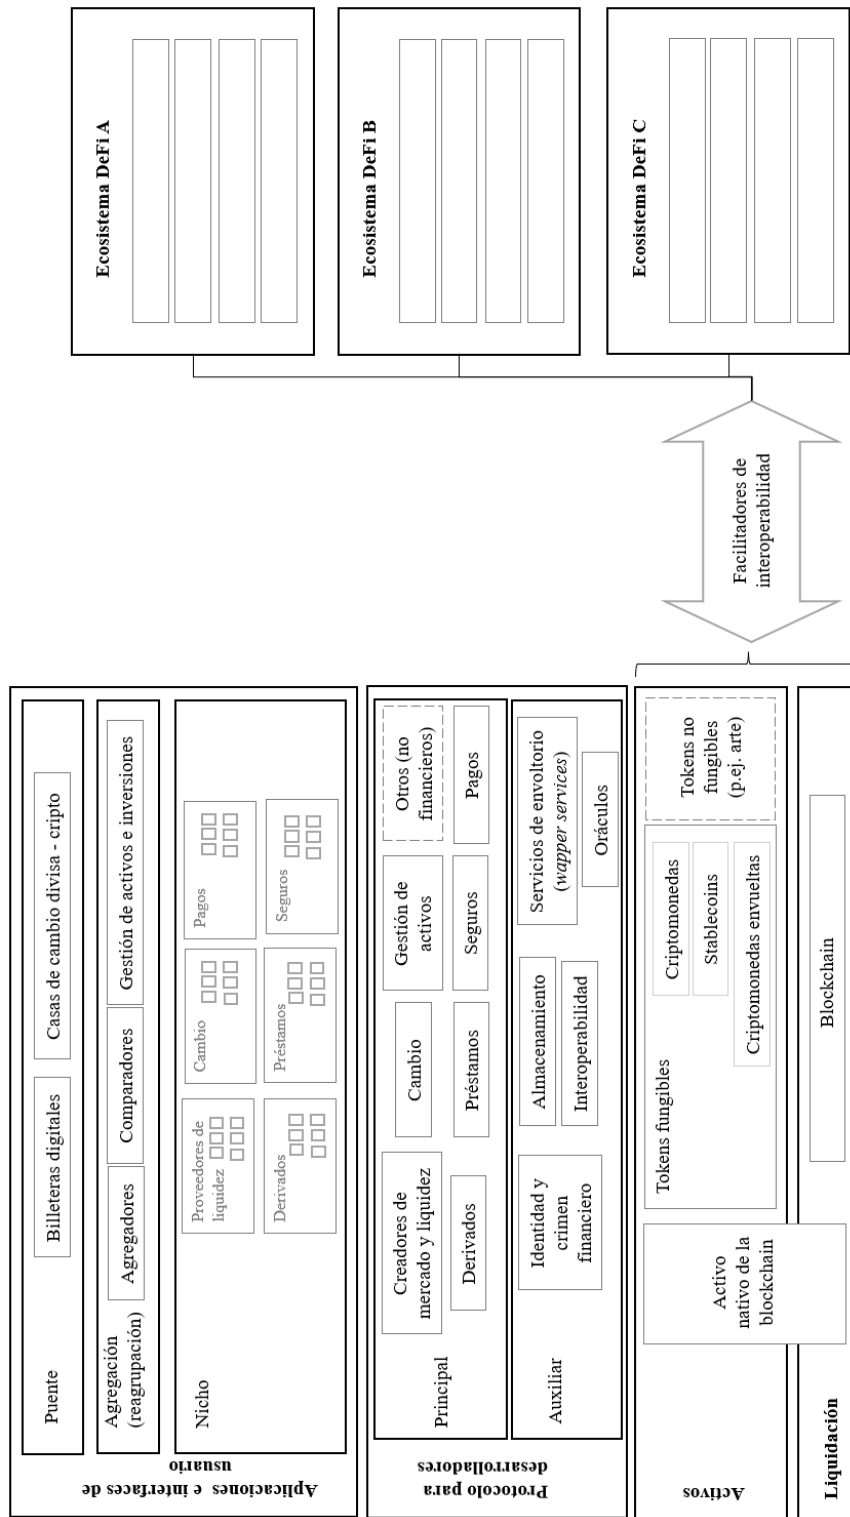 Aplicaciones e interfaces de
usuario
Puente
Billeteras digitales
Casas de cambio divisa - cripto
Agregación
(reagrupación)
Agregadores
Comparadores
Gestión de activos e inversiones
Nicho
Proveedores de
liquidez
Cambio
Pagos
Derivados
Préstamos
Seguros
Protocolo para
desarrolladores
Principal
Creadores de
mercado y liquidez
Cambio
Gestión de
activos
Otros (no
financieros)
Derivados
Préstamos
Seguros
Pagos
Auxiliar
Identidad y
crimen
financiero
Almacenamiento
Interoperabilidad
Servicios de envoltorio
(wapper services)
Oráculos
Activos
Activo
nativo de la
blockchain
Tokens fungibles
Criptomonedas
Stablecoins
Criptomonedas envueltas
Tokens no
fungibles
(p.ej. arte)
Liquidación
Blockchain
Facilitadores de
interoperabilidad
Ecosistema DeFi A
Ecosistema DeFi B
Ecosistema DeFi C